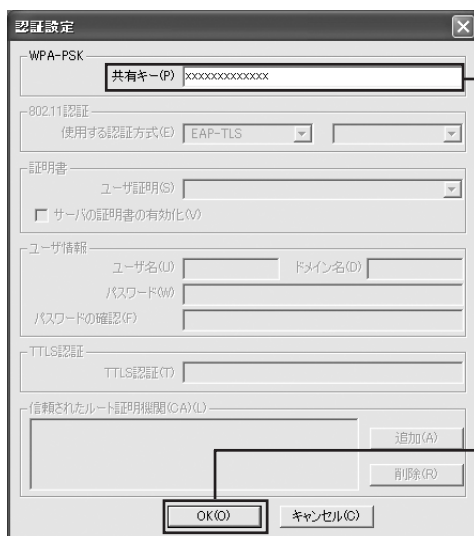 認証設定
WPA-PSK
共有キー(P) xxxxxxxxxxxxx
802.11認証
使用する認証方式(E) EAP-TLS
証明書
ユーザ証明(S)
サーバの証明書の有効化(V)
ユーザ情報
ユーザ名(U) ドメイン名(D)
パスワード(W)
パスワードの確認(F)
TTLS認証
TTLS認証(T)
信頼されたルート証明機関(CA)(L)
追加(A)
削除(R)
OK(O) キャンセル(C)